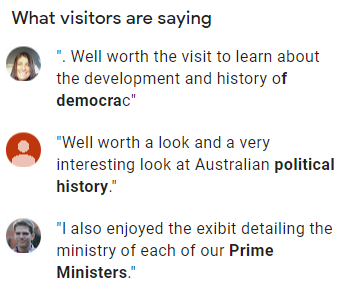 What visitors are saying
". Well worth the visit to learn about
the development and history of
democrac"
"Well worth a look and a very
interesting look at Australian political
history."
"I also enjoyed the exibit detailing the
ministry of each of our Prime
Ministers."